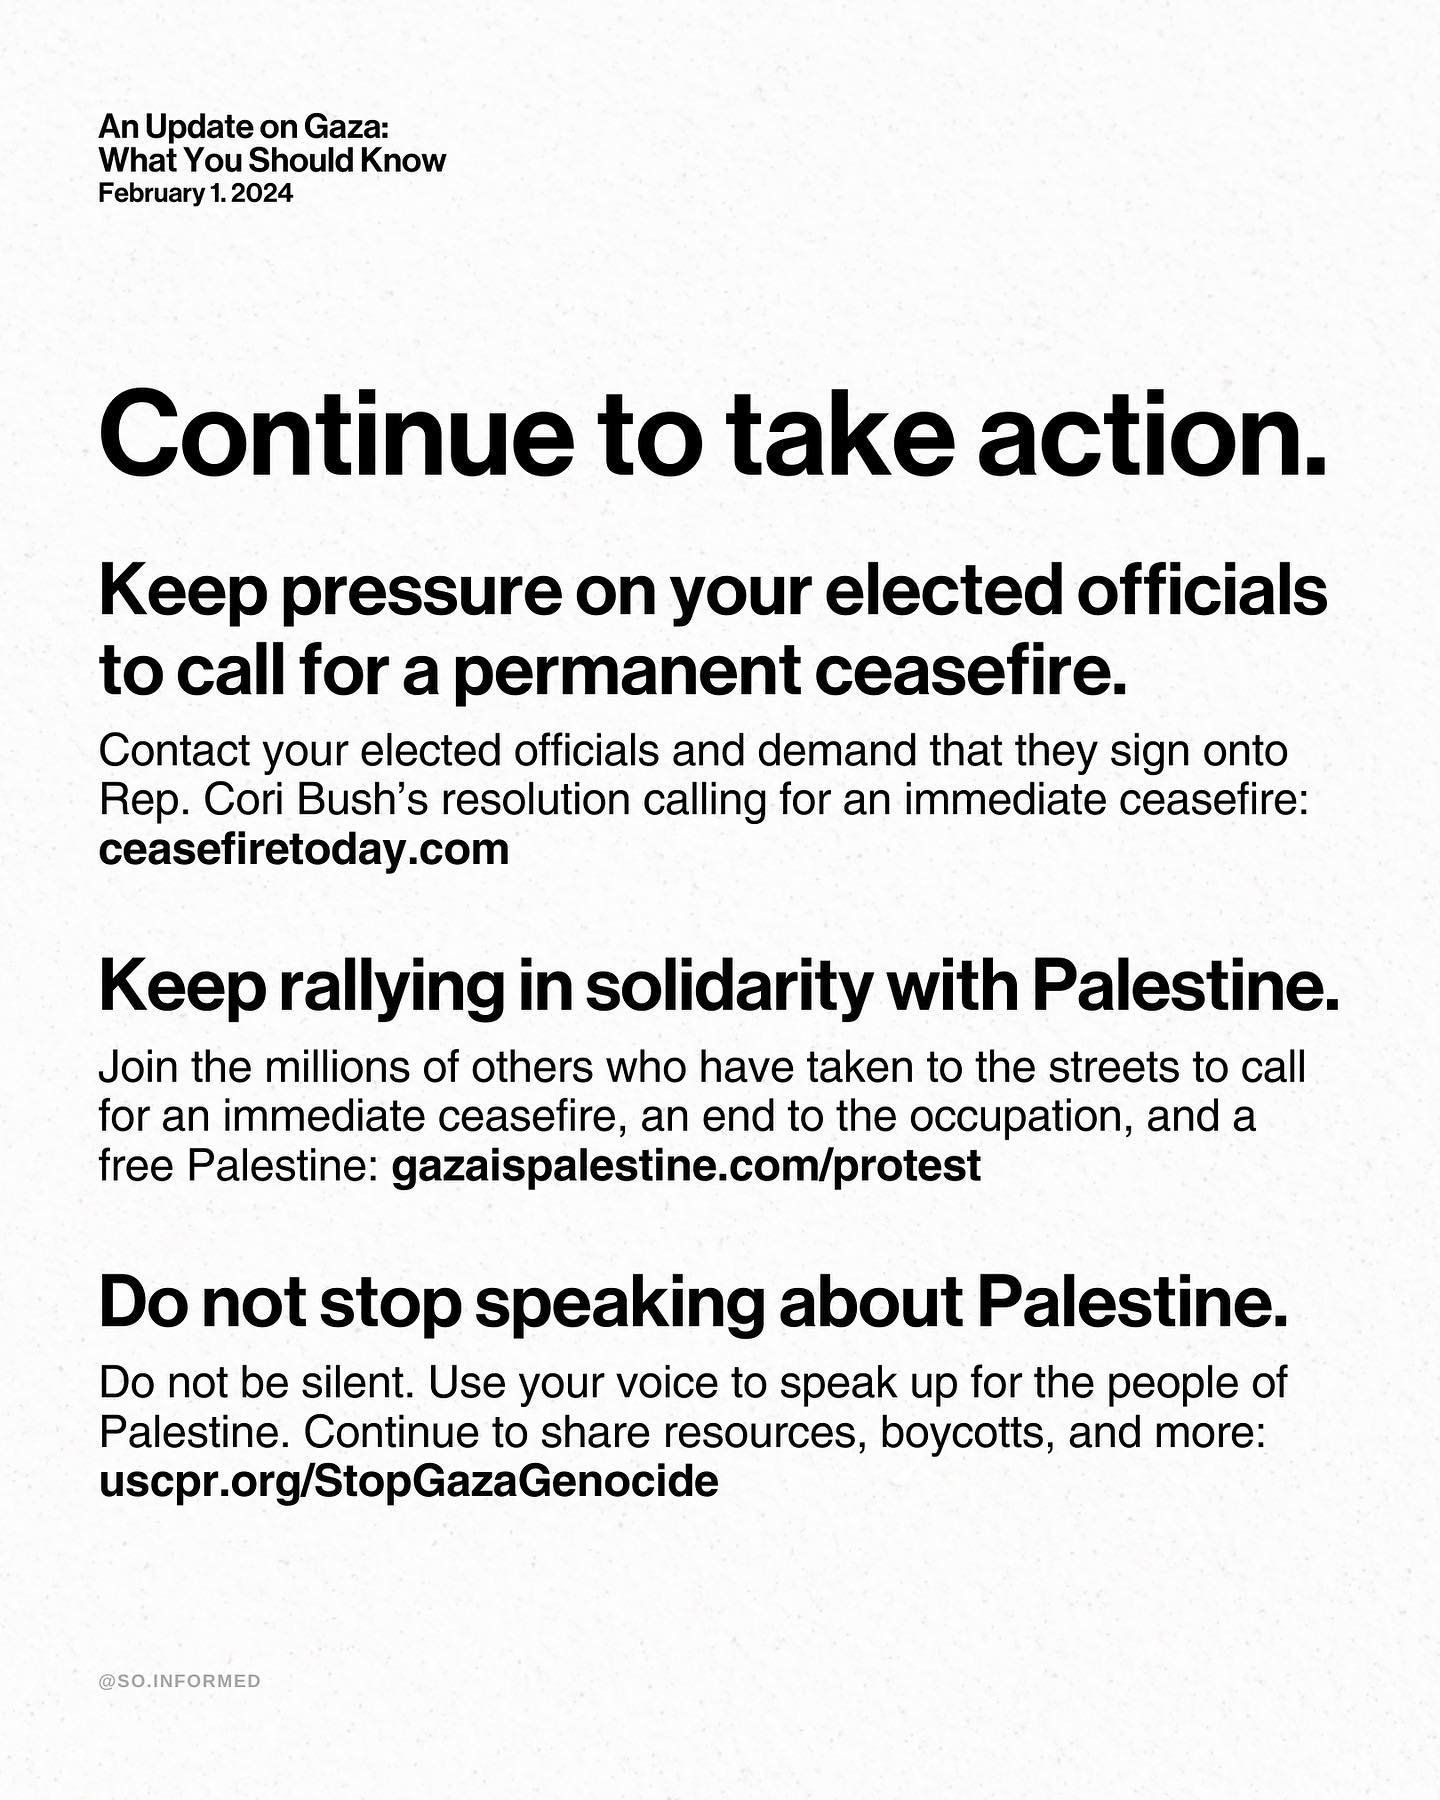 An Update on Gaza:
What You Should Know
February 1. 2024
Continue to take action.
Keep pressure on your elected officials
to call for a permanent ceasefire.
Contact your elected officials and demand that they sign onto
Rep. Cori Bush’s resolution calling for an immediate ceasefire:
ceasefiretoday.com
Keep rallying in solidarity with Palestine.
Join the millions of others who have taken to the streets to call
for an immediate ceasefire, an end to the occupation, and a
free Palestine: gazaispalestine.com/protest
Do not stop speaking about Palestine.
Do not be silent. Use your voice to speak up for the people of
Palestine. Continue to share resources, boycotts, and more:
uscpr.org/StopGazaGenocide
@SO.INFORMED